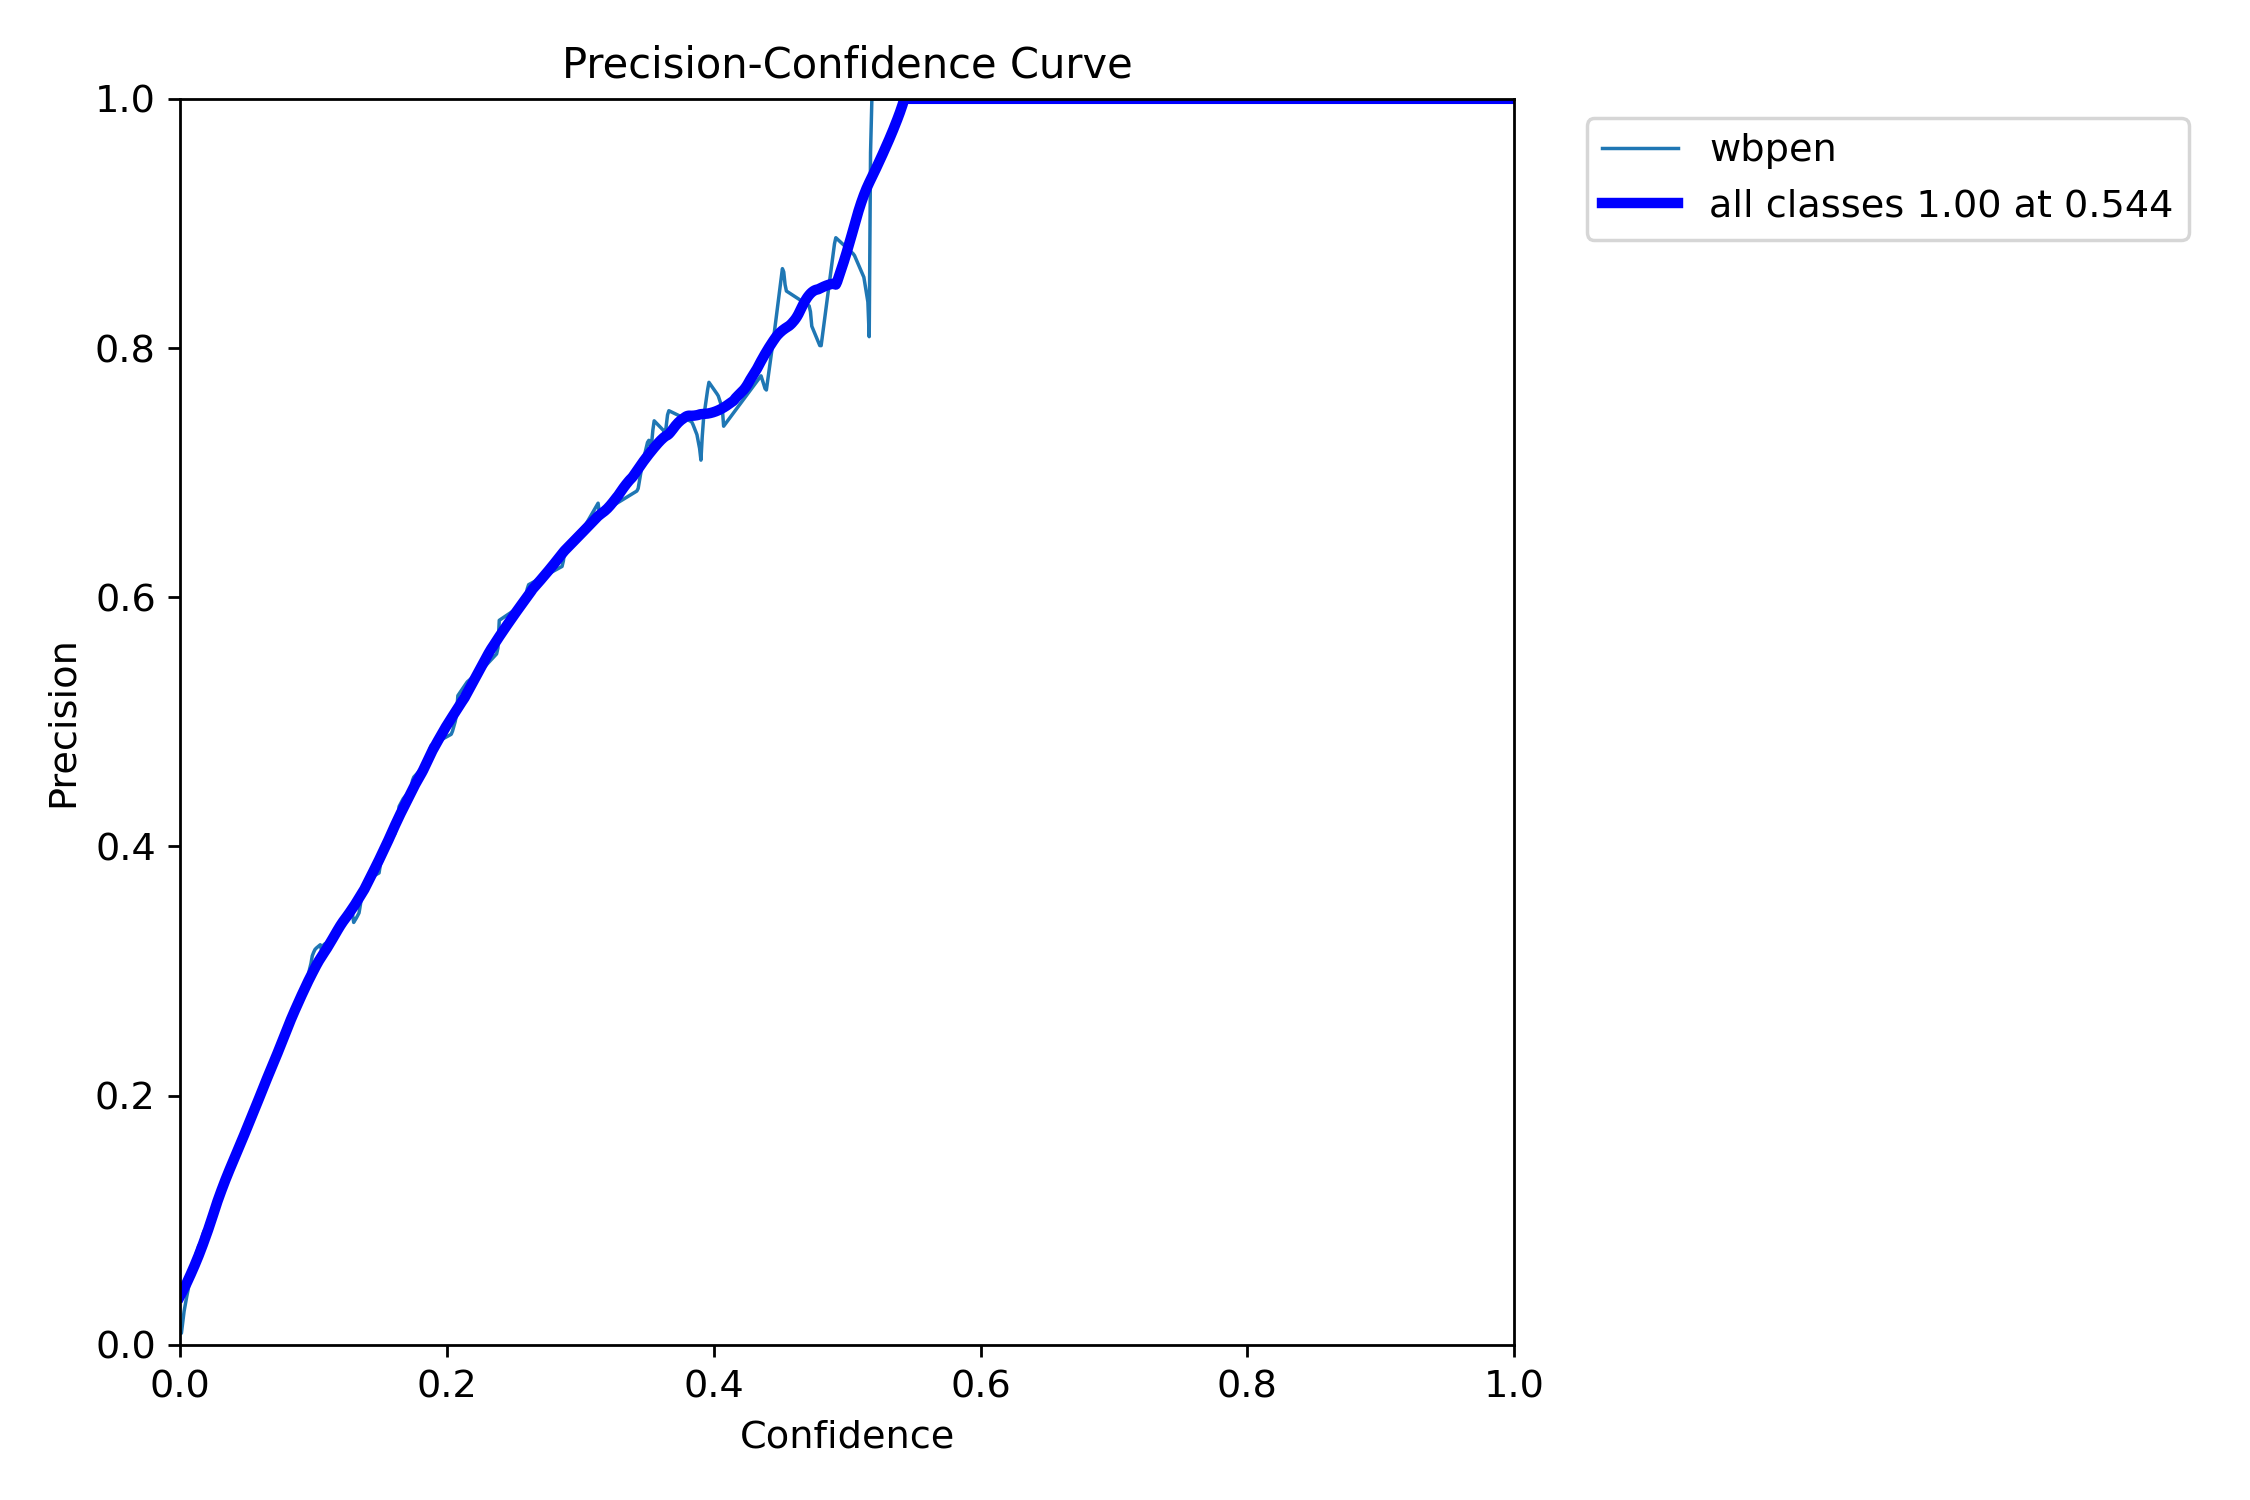 Precision-Confidence Curve
1.0
0.8
0.6
0.4
0.2
0.0
Precision
0.0 0.2 0.4 0.6 0.8 1.0
Confidence
wbpen
all classes 1.00 at 0.544